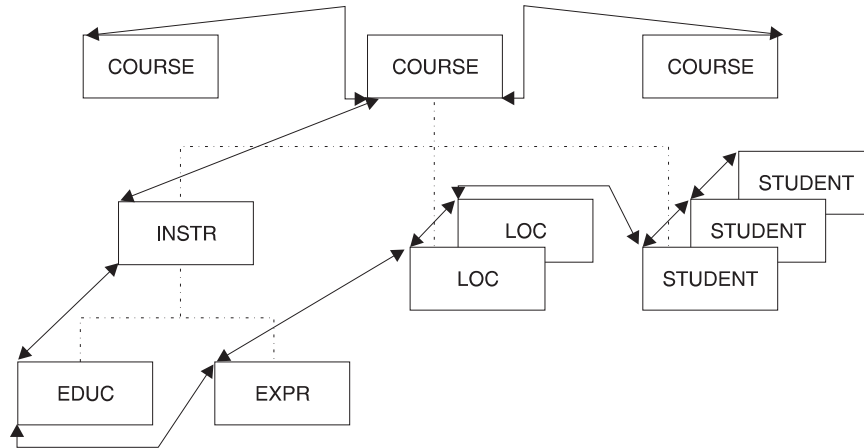 COURSE
COURSE
COURSE
STUDENT
INSTR
LOC
STUDENT
LOC
STUDENT
EDUC
EXPR